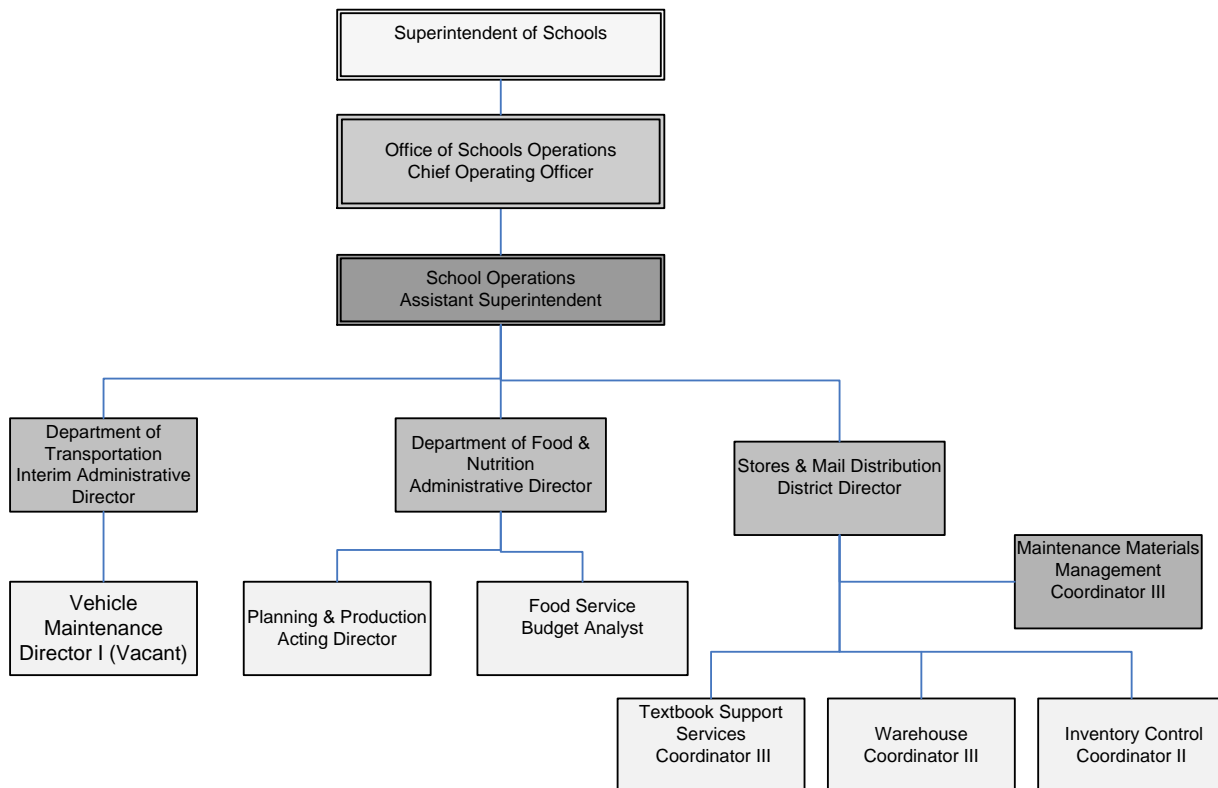 Superintendent of Schools
Office of Schools Operations
Chief Operating Officer
School Operations
Assistant Superintendent
Department of
Transportation
Interim Administrative
Director
Department of Food &
Nutrition
Administrative Director
Stores & Mail Distribution
District Director
Maintenance Materials
Management
Coordinator III
Vehicle
Maintenance
Director I (Vacant)
Planning & Production
Acting Director
Food Service
Budget Analyst
Textbook Support
Services
Coordinator III
Warehouse
Coordinator III
Inventory Control
Coordinator II